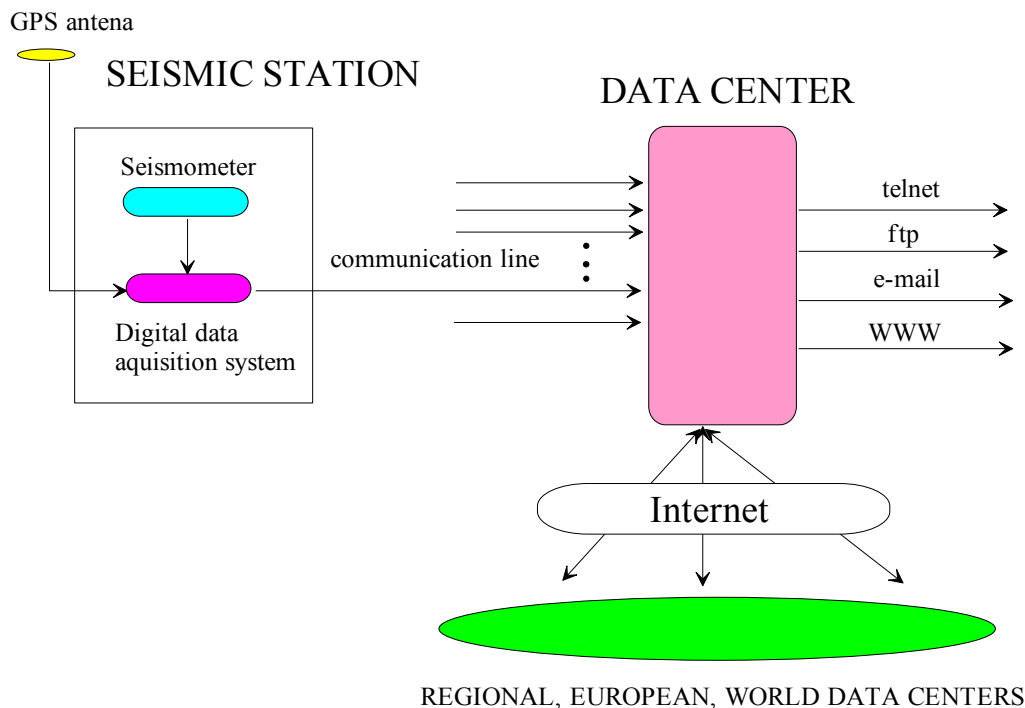 GPS antena
SEISMIC STATION
DATA CENTER
Seismometer
Digital data
aquisition system
communication line
telnet
ftp
e-mail
WWW
Internet
REGIONAL, EUROPEAN, WORLD DATA CENTERS